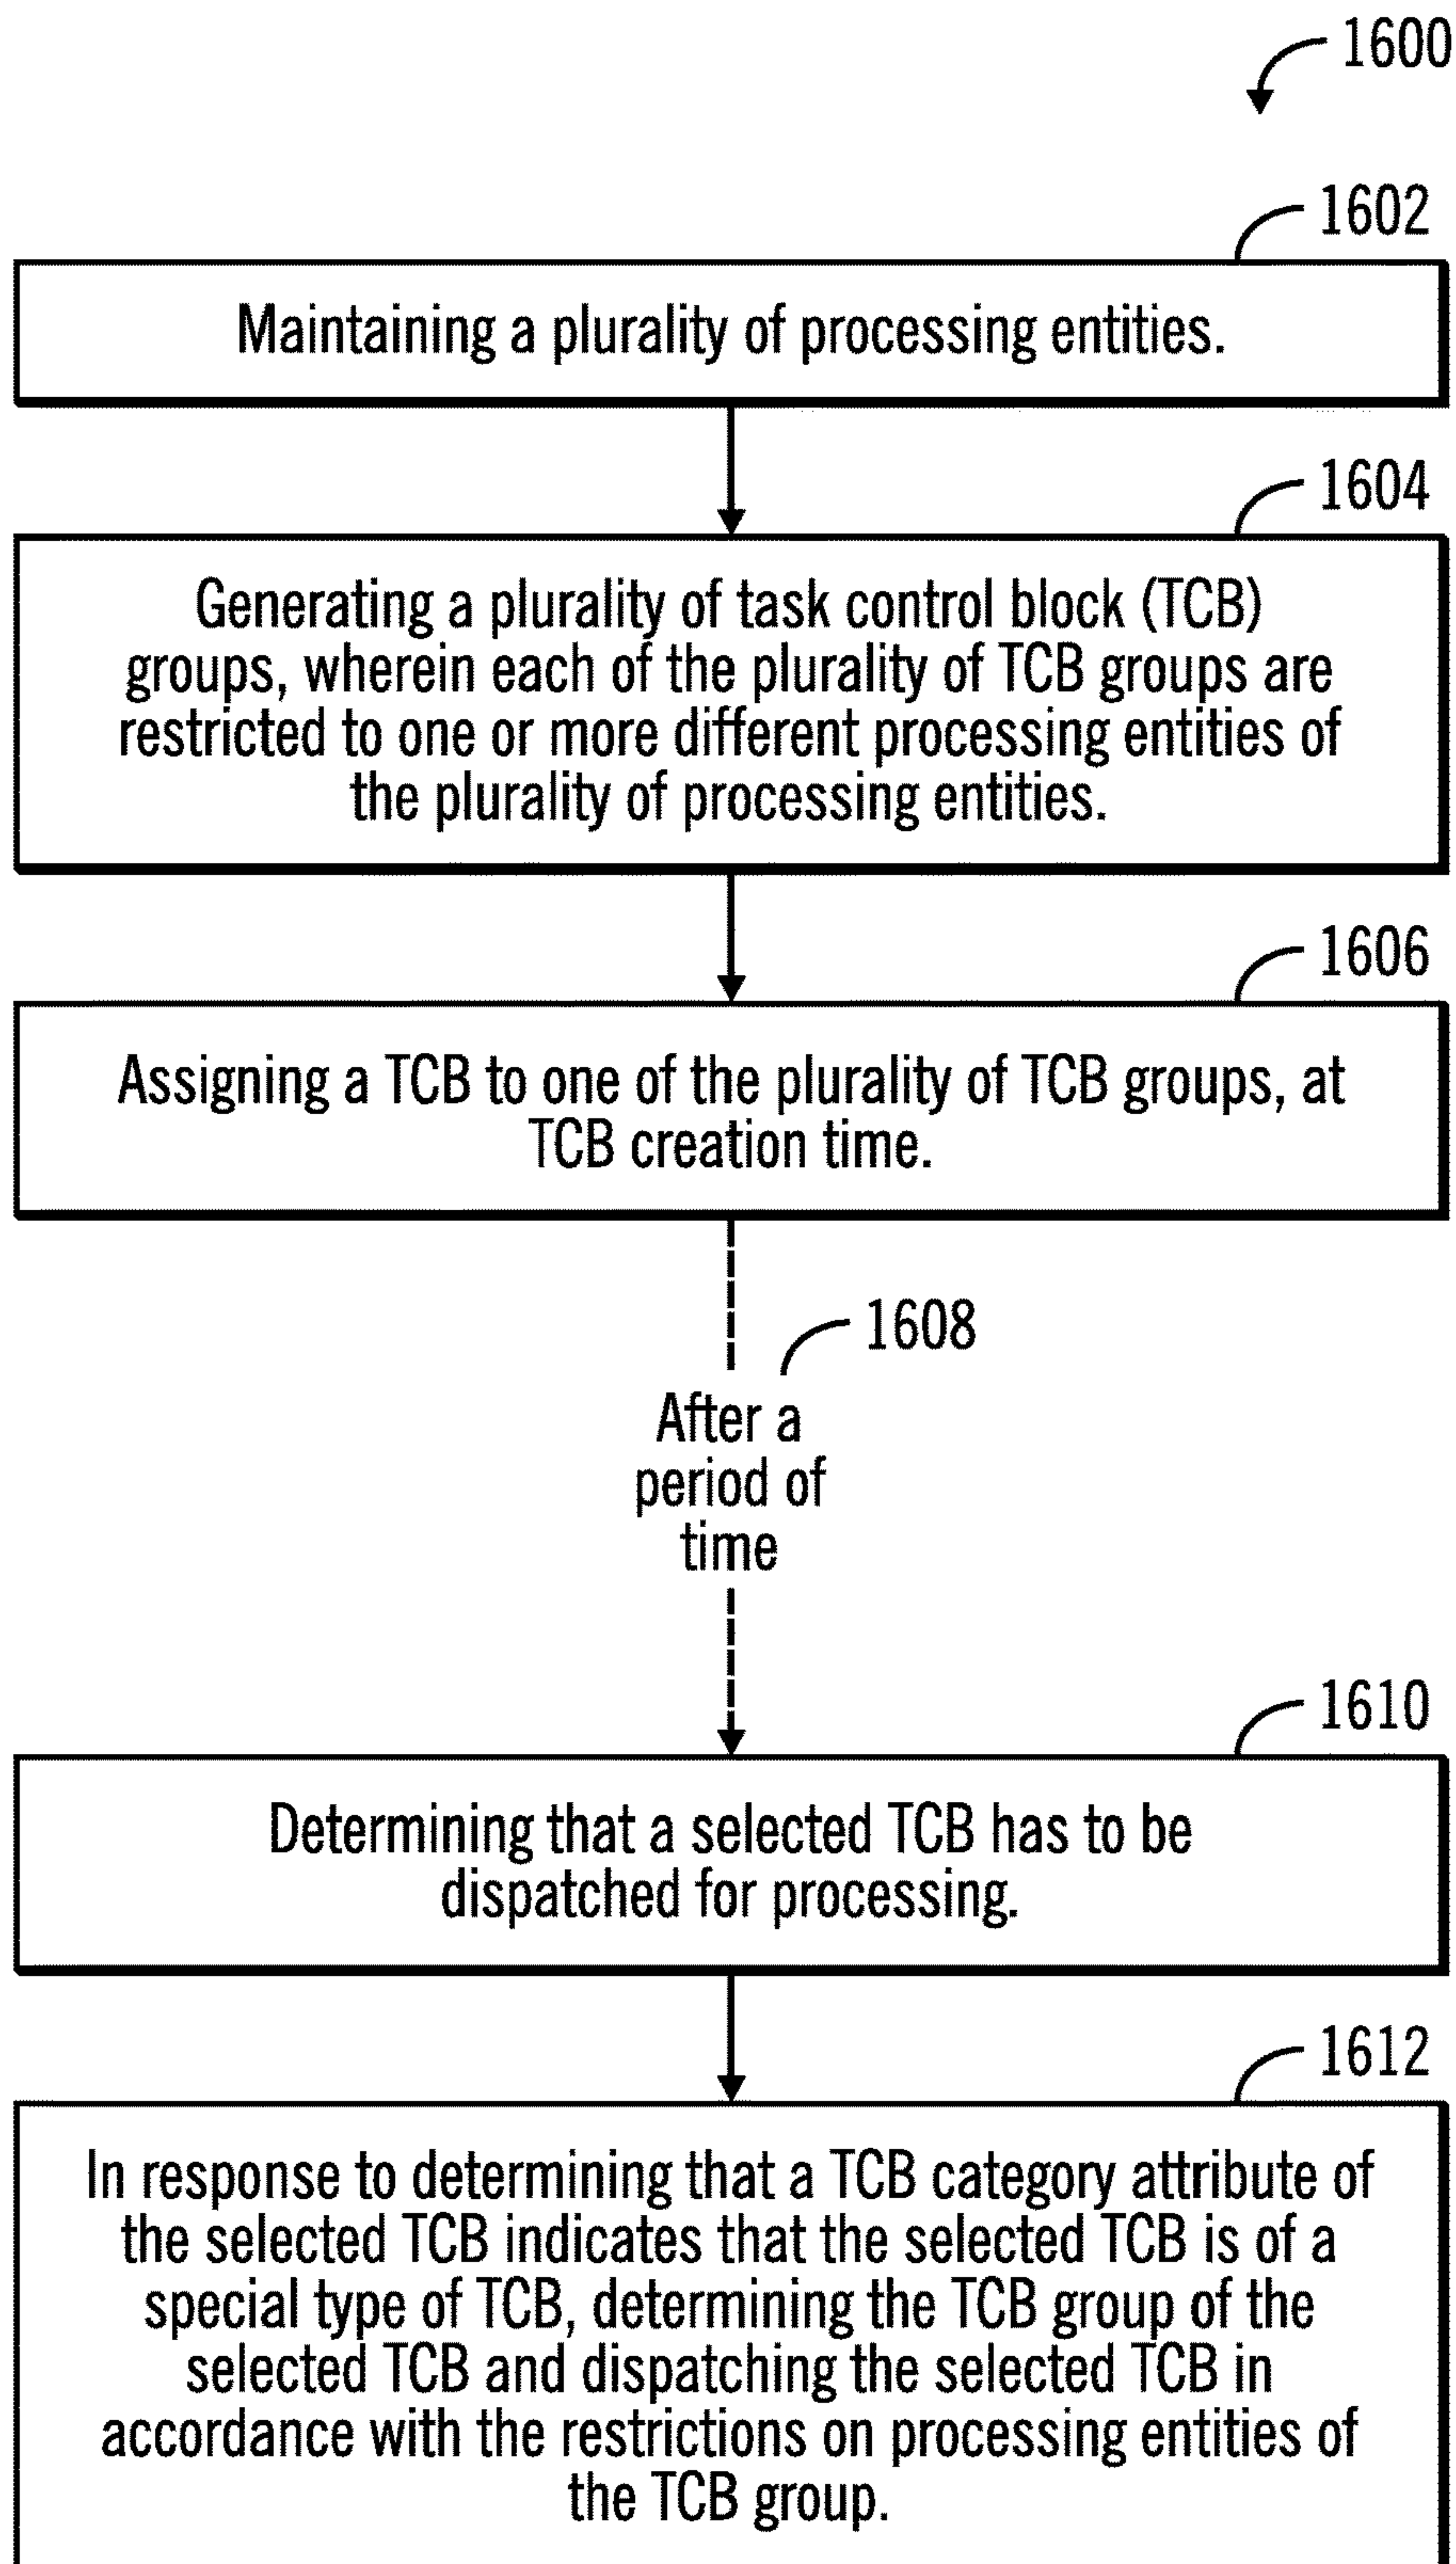 1600
1602
Maintaining a plurality of processing entities.
1604
Generating a plurality of task control block (TCB)
groups, wherein each of the plurality of TCB groups are
restricted to one or more different processing entities of
the plurality of processing entities.
1606
Assigning a TCB to one of the plurality of TCB groups, at
TCB creation time.
1608
After a
period of
time
1610
Determining that a selected TCB has to be
dispatched for processing.
1612
In response to determining that a TCB category attribute of
the selected TCB indicates that the selected TCB is of a
special type of TCB, determining the TCB group of the
selected TCB and dispatching the selected TCB in
accordance with the restrictions on processing entities of
the TCB group.